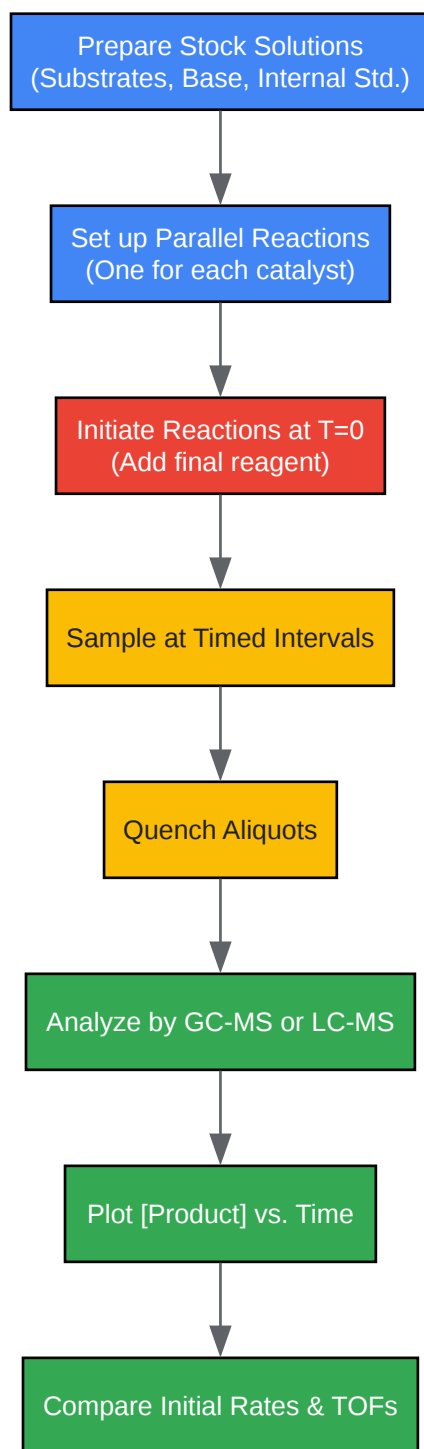 Prepare Stock Solutions
(Substrates, Base, Internal Std.)
Set up Parallel Reactions
(One for each catalyst)
Initiate Reactions at T=0
(Add final reagent)
Sample at Timed Intervals
Quench Aliquots
Analyze by GC-MS or LC-MS
Plot [Product] vs. Time
Compare Initial Rates & TOFs